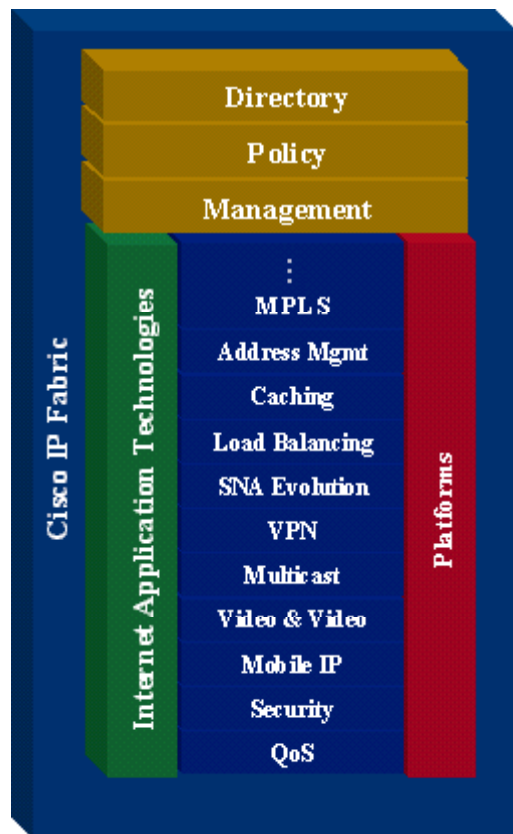 Directory
Policy
Management
Cisco IP Fabric
Internet Application Technologies
⋮
MPLS
Address Mgmt
Caching
Load Balancing
SNA Evolution
VPN
Multicast
Video & Video
Mobile IP
Security
QoS
Platforms